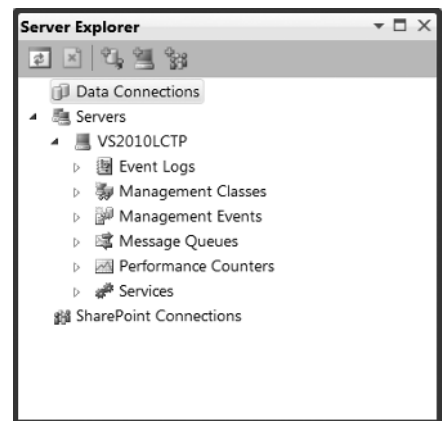 Server Explorer
Data Connections
Servers
VS2010LCTP
Event Logs
Management Classes
Management Events
Message Queues
Performance Counters
Services
SharePoint Connections